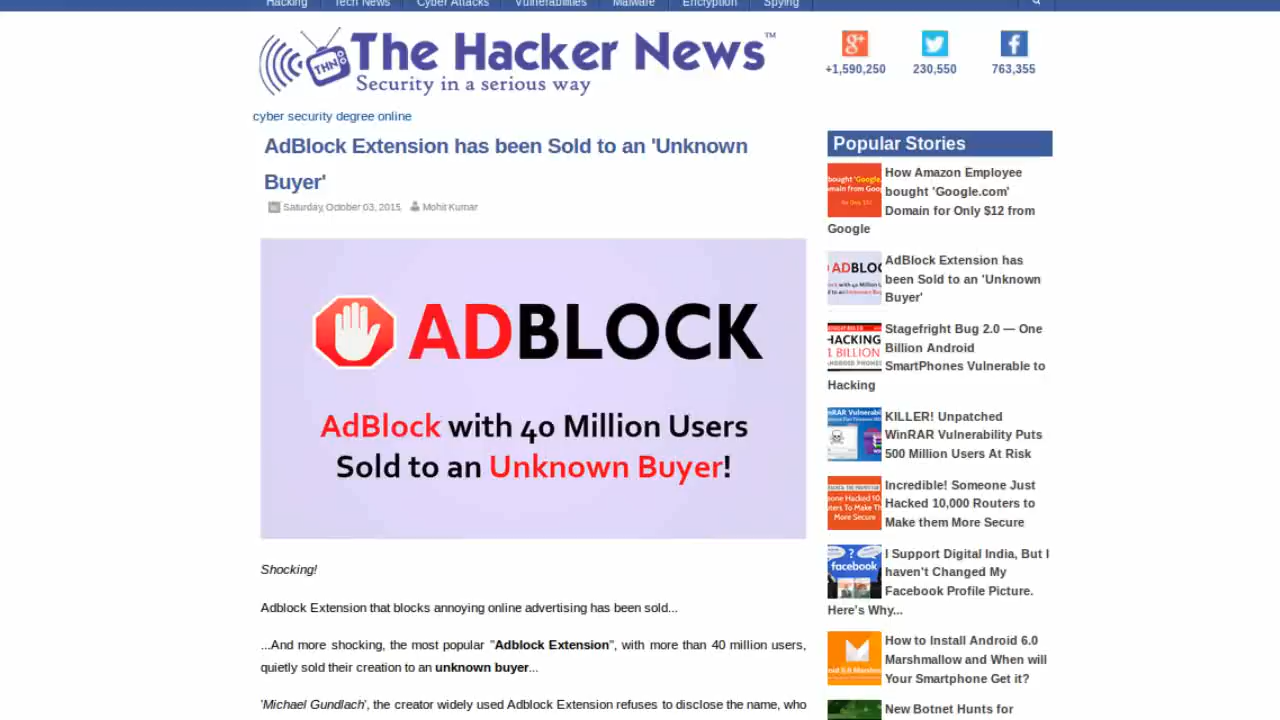 Hacking Tech News Cyber Attacks Vulnerabilities Malware Encryption Spying
THN The Hacker News™
Security in a serious way
+1,590,250 230,550 763,355
cyber security degree online
AdBlock Extension has been Sold to an 'Unknown
Buyer'
Saturday, October 03, 2015 Mohit Kumar
ADBLOCK
AdBlock with 40 Million Users
Sold to an Unknown Buyer!
Shocking!
Adblock Extension that blocks annoying online advertising has been sold...
...And more shocking, the most popular "Adblock Extension", with more than 40 million users,
quietly sold their creation to an unknown buyer...
'Michael Gundlach', the creator widely used Adblock Extension refuses to disclose the name, who
Popular Stories
How Amazon Employee
bought 'Google.com'
Domain for Only $12 from
Google
AdBlock Extension has
been Sold to an 'Unknown
Buyer'
Stagefright Bug 2.0 — One
Billion Android
SmartPhones Vulnerable to
Hacking
KILLER! Unpatched
WinRAR Vulnerability Puts
500 Million Users At Risk
Incredible! Someone Just
Hacked 10,000 Routers to
Make them More Secure
I Support Digital India, But I
haven't Changed My
Facebook Profile Picture.
Here's Why...
How to Install Android 6.0
Marshmallow and When will
Your Smartphone Get it?
New Botnet Hunts for